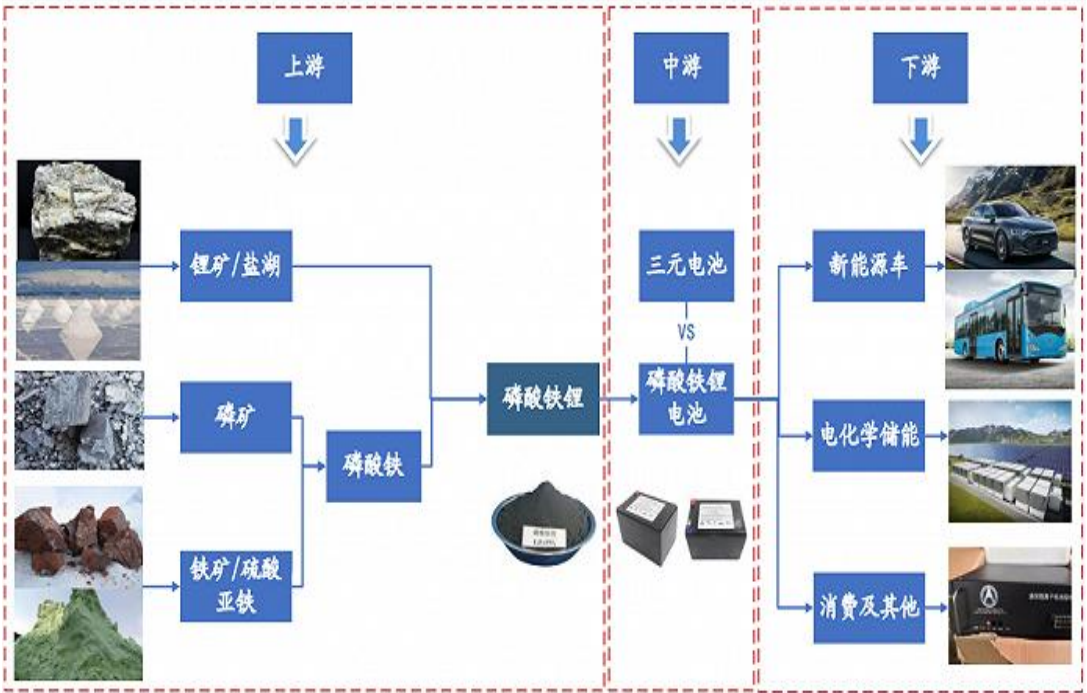 上游
中游
下游
锂矿/盐湖
磷矿
铁矿/硫酸
亚铁
磷酸铁
磷酸铁锂
三元电池
VS
磷酸铁锂
电池
新能源车
电化学储能
消费及其他